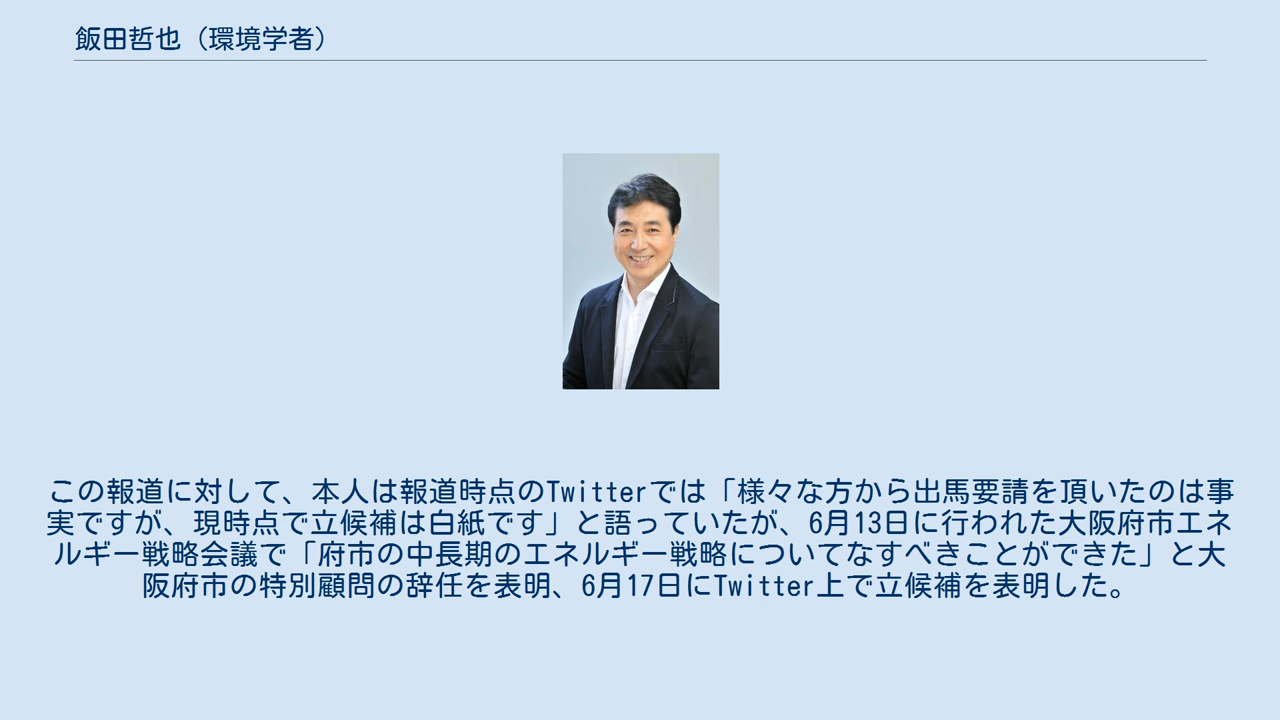 飯田哲也（環境学者）
この報道に対して、本人は報道時点のTwitterでは「様々な方から出馬要請を頂いたのは事
実ですが、現時点で立候補は白紙です」と語っていたが、6月13日に行われた大阪府市エネ
ルギー戦略会議で「府市の中長期のエネルギー戦略についてなすべきことができた」と大
阪府市の特別顧問の辞任を表明、6月17日にTwitter上で立候補を表明した。